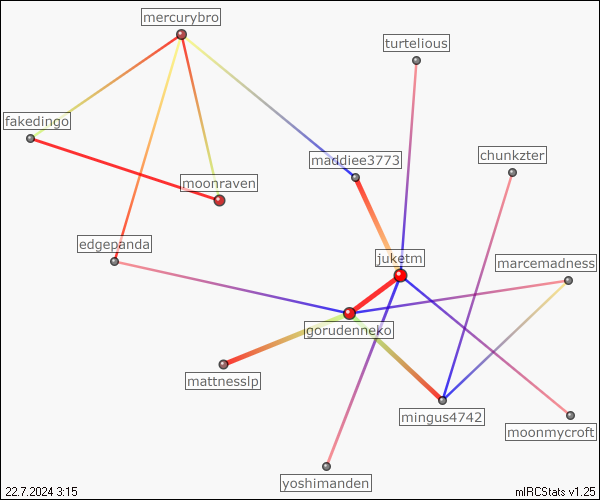 mercurybro
turtelious
fakedingo
maddiee3773
chunkzter
moonraven
edgepanda
juketm
marcemadness
gorudenneko
mattnesslp
mingus4742
moonmycroft
yoshimanden
22.7.2024 3:15
mIRCStats v1.25